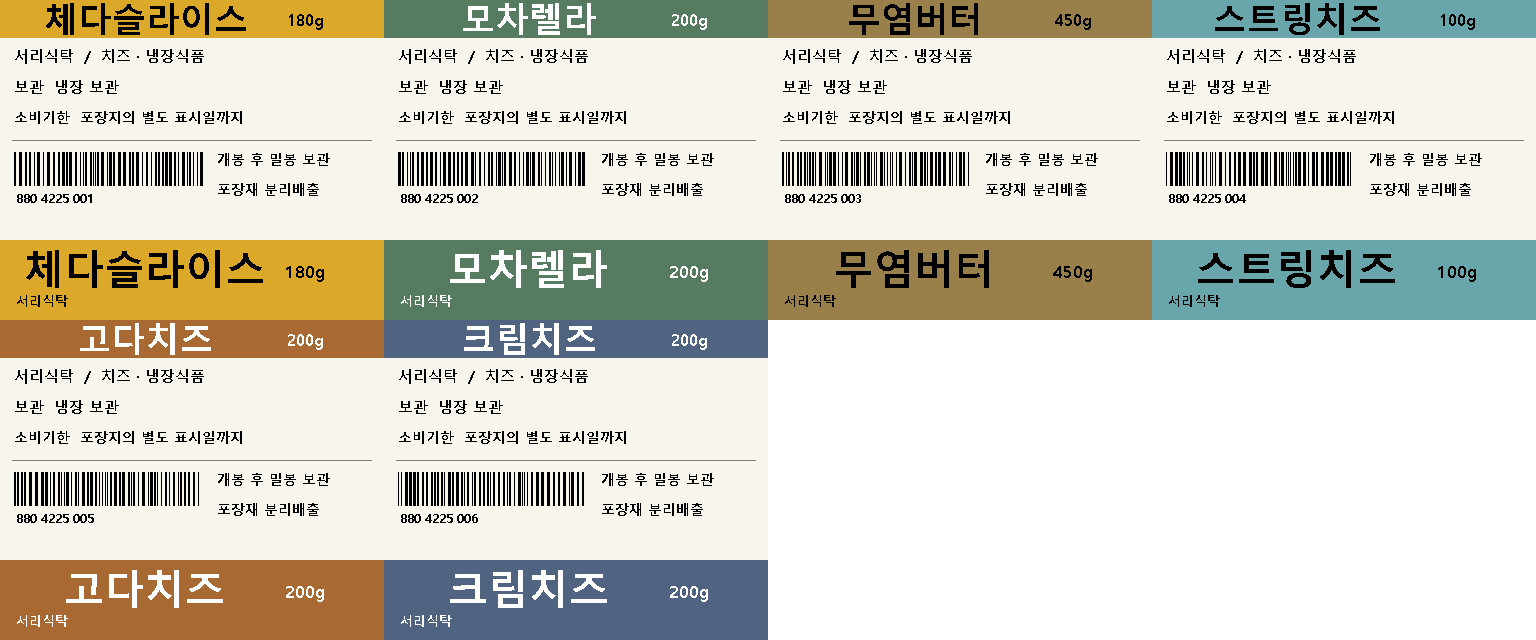 체다슬라이스 180g
서리식탁 / 치즈 · 냉장식품
보관 냉장 보관
소비기한 포장지의 별도 표시일까지
개봉 후 밀봉 보관
포장재 분리배출
880 4225 001
체다슬라이스 180g
서리식탁
모차렐라 200g
서리식탁 / 치즈 · 냉장식품
보관 냉장 보관
소비기한 포장지의 별도 표시일까지
개봉 후 밀봉 보관
포장재 분리배출
880 4225 002
모차렐라 200g
서리식탁
무염버터 450g
서리식탁 / 치즈 · 냉장식품
보관 냉장 보관
소비기한 포장지의 별도 표시일까지
개봉 후 밀봉 보관
포장재 분리배출
880 4225 003
무염버터 450g
서리식탁
스트링치즈 100g
서리식탁 / 치즈 · 냉장식품
보관 냉장 보관
소비기한 포장지의 별도 표시일까지
개봉 후 밀봉 보관
포장재 분리배출
880 4225 004
스트링치즈 100g
서리식탁
고다치즈 200g
서리식탁 / 치즈 · 냉장식품
보관 냉장 보관
소비기한 포장지의 별도 표시일까지
개봉 후 밀봉 보관
포장재 분리배출
880 4225 005
고다치즈 200g
서리식탁
크림치즈 200g
서리식탁 / 치즈 · 냉장식품
보관 냉장 보관
소비기한 포장지의 별도 표시일까지
개봉 후 밀봉 보관
포장재 분리배출
880 4225 006
크림치즈 200g
서리식탁